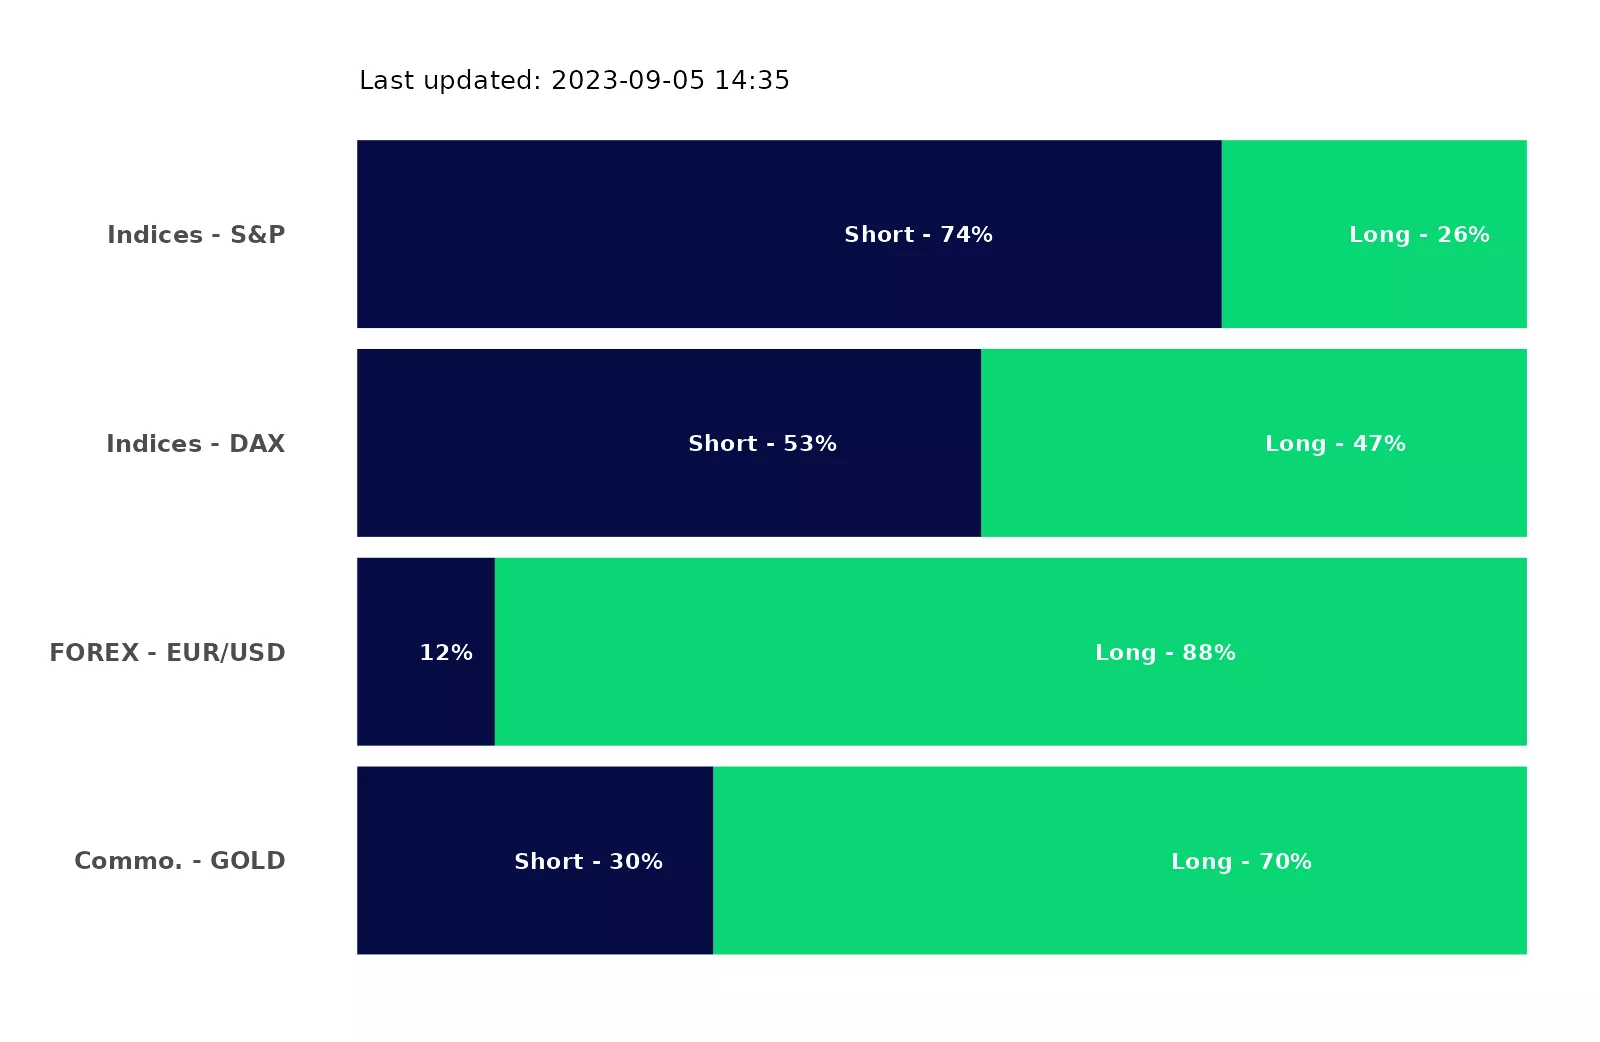 Last updated: 2023-09-05 14:35
Indices - S&P
Short - 74%
Long - 26%
Indices - DAX
Short - 53%
Long - 47%
FOREX - EUR/USD
12%
Long - 88%
Commo. - GOLD
Short - 30%
Long - 70%